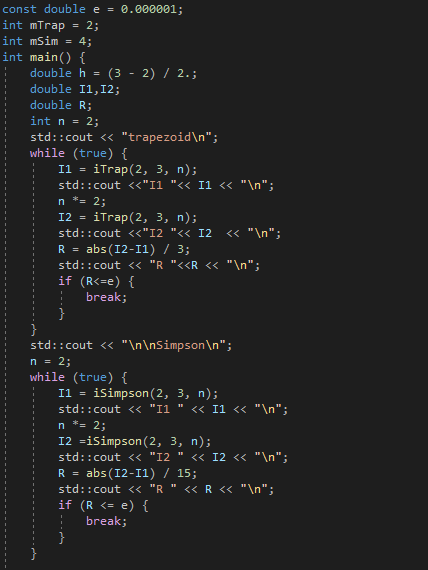 const double e = 0.000001;
int mTrap = 2;
int mSim = 4;
int main() {
    double h = (3 - 2) / 2.;
    double I1,I2;
    double R;
    int n = 2;
    std::cout << "trapezoid\n";
    while (true) {
        I1 = iTrap(2, 3, n);
        std::cout <<"I1 "<< I1 << "\n";
        n *= 2;
        I2 = iTrap(2, 3, n);
        std::cout <<"I2 "<< I2  << "\n";
        R = abs(I2-I1) / 3;
        std::cout << "R "<<R << "\n";
        if (R<=e) {
            break;
        }
    }
    std::cout << "\n\nSimpson\n";
    n = 2;
    while (true) {
        I1 = iSimpson(2, 3, n);
        std::cout << "I1 " << I1 << "\n";
        n *= 2;
        I2 =iSimpson(2, 3, n);
        std::cout << "I2 " << I2 << "\n";
        R = abs(I2-I1) / 15;
        std::cout << "R " << R << "\n";
        if (R <= e) {
            break;
        }
    }